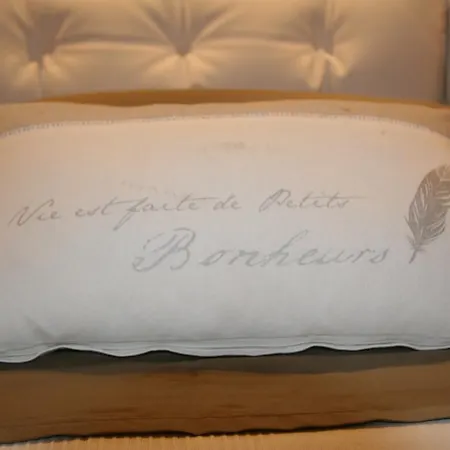 Vie est faite de Petits
Bonheurs